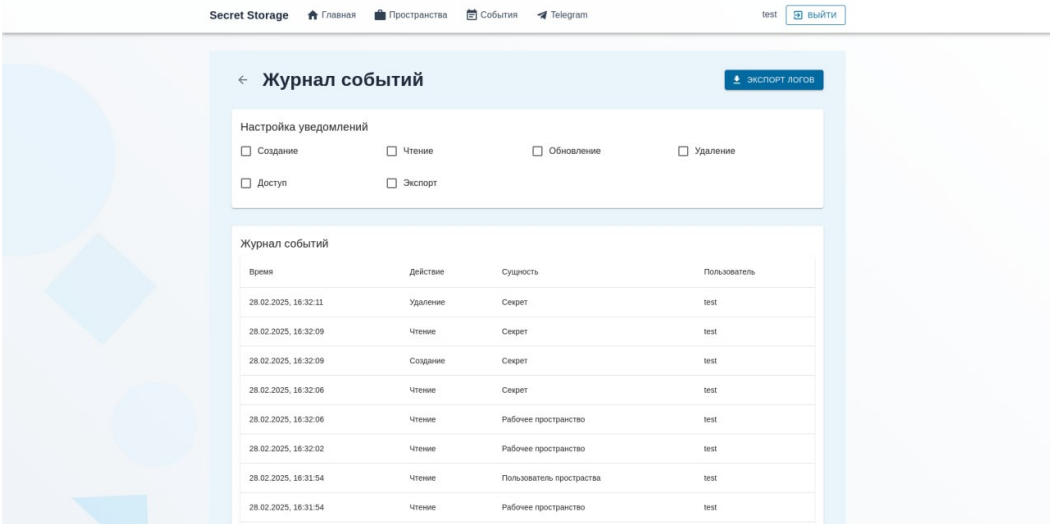 Secret Storage Главная Пространства События Telegram test ВЫЙТИ
Журнал событий ЭКСПОРТ ЛОГОВ
Настройка уведомлений
Создание Чтение Обновление Удаление
Доступ Экспорт
Журнал событий
Время Действие Сущность Пользователь
28.02.2025, 16:32:11 Удаление Секрет test
28.02.2025, 16:32:09 Чтение Секрет test
28.02.2025, 16:32:09 Создание Секрет test
28.02.2025, 16:32:06 Чтение Секрет test
28.02.2025, 16:32:06 Чтение Рабочее пространство test
28.02.2025, 16:32:02 Чтение Рабочее пространство test
28.02.2025, 16:31:54 Чтение Пользователь простраства test
28.02.2025, 16:31:54 Чтение Рабочее пространство test